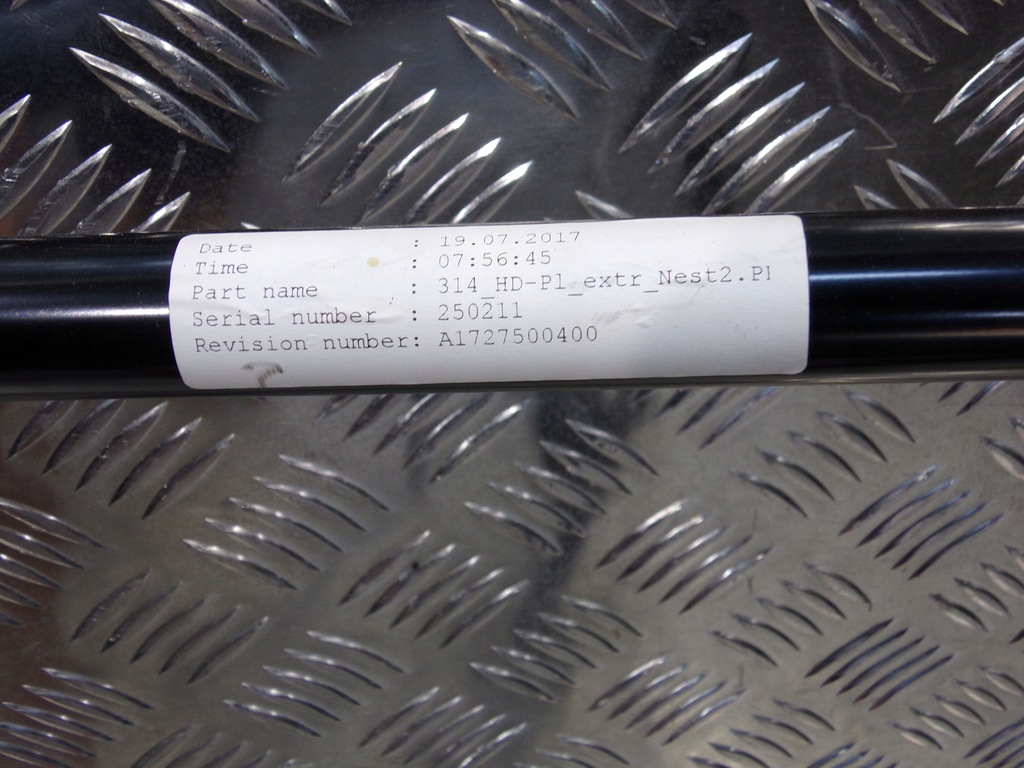 Date : 19.07.2017
Time : 07:56:45
Part name : 314_HD-Pl_extr_Nest2.Pl
Serial number : 250211
Revision number: A1727500400